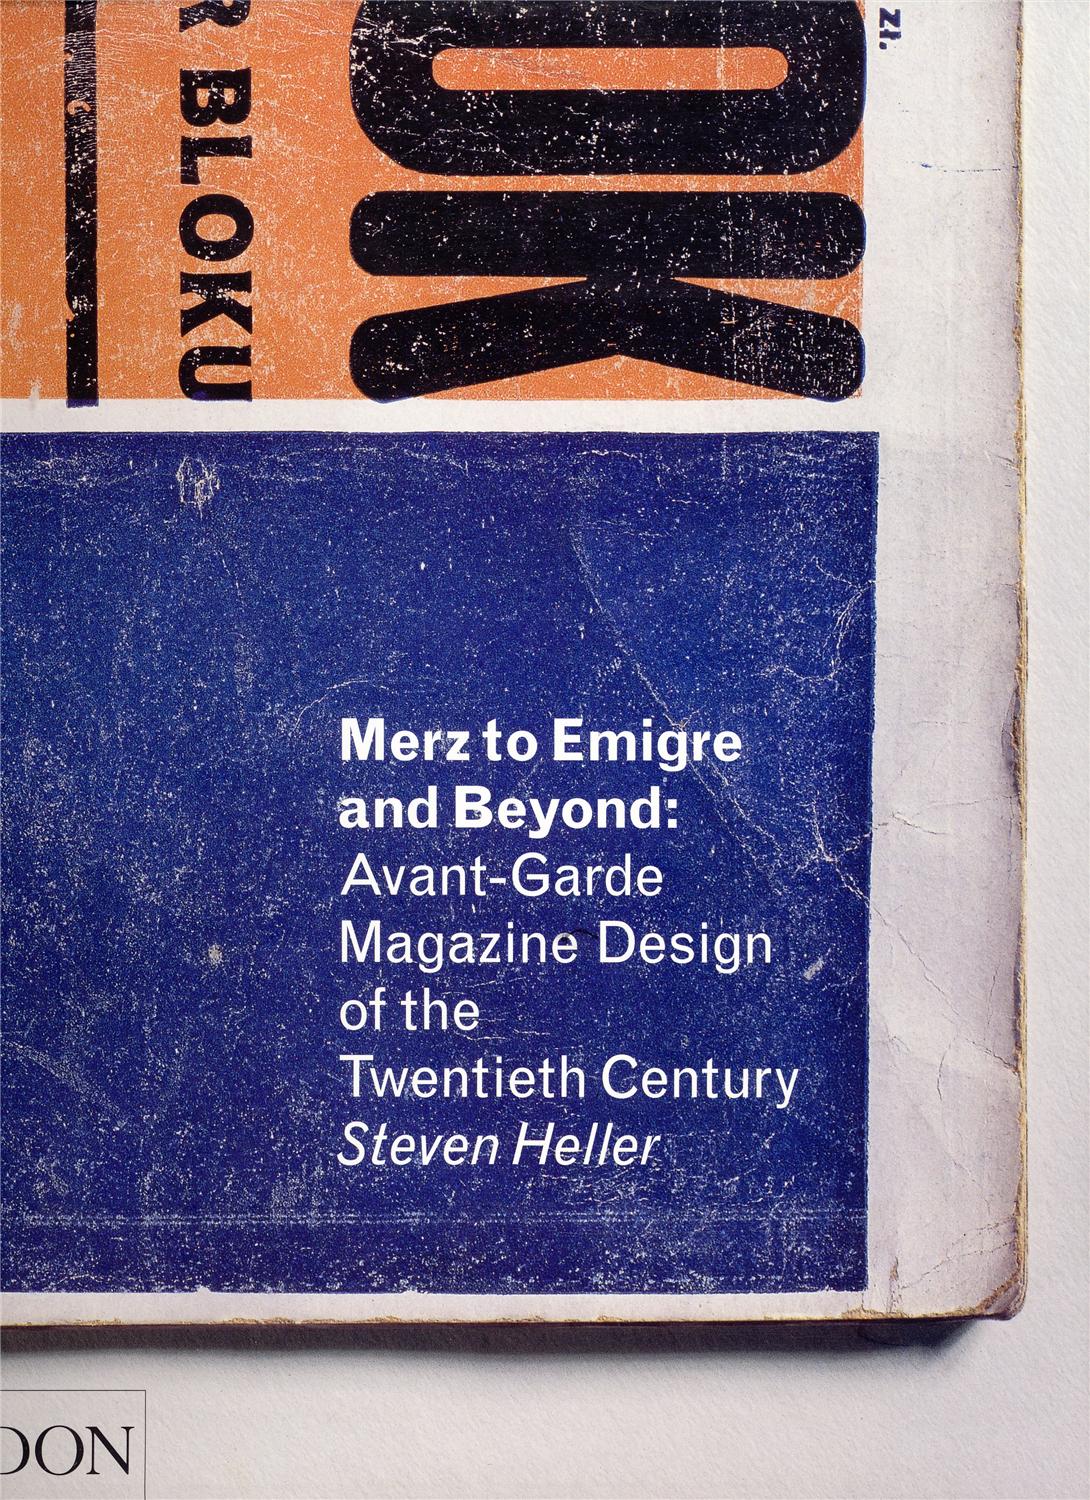 OK
R BLOKU
zł.
Merz to Emigre
and Beyond:
Avant-Garde
Magazine Design
of the
Twentieth Century
Steven Heller
DON